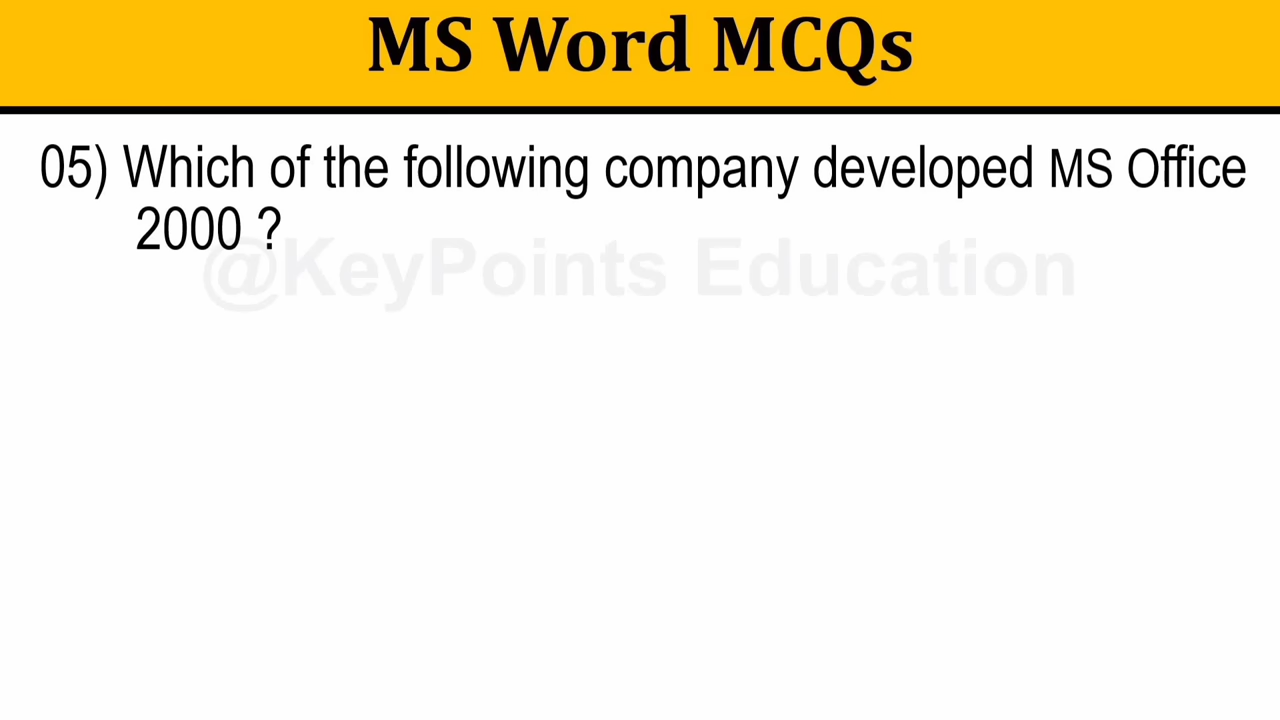 MS Word MCQs
05) Which of the following company developed MS Office
2000 ?
@KeyPoints Education